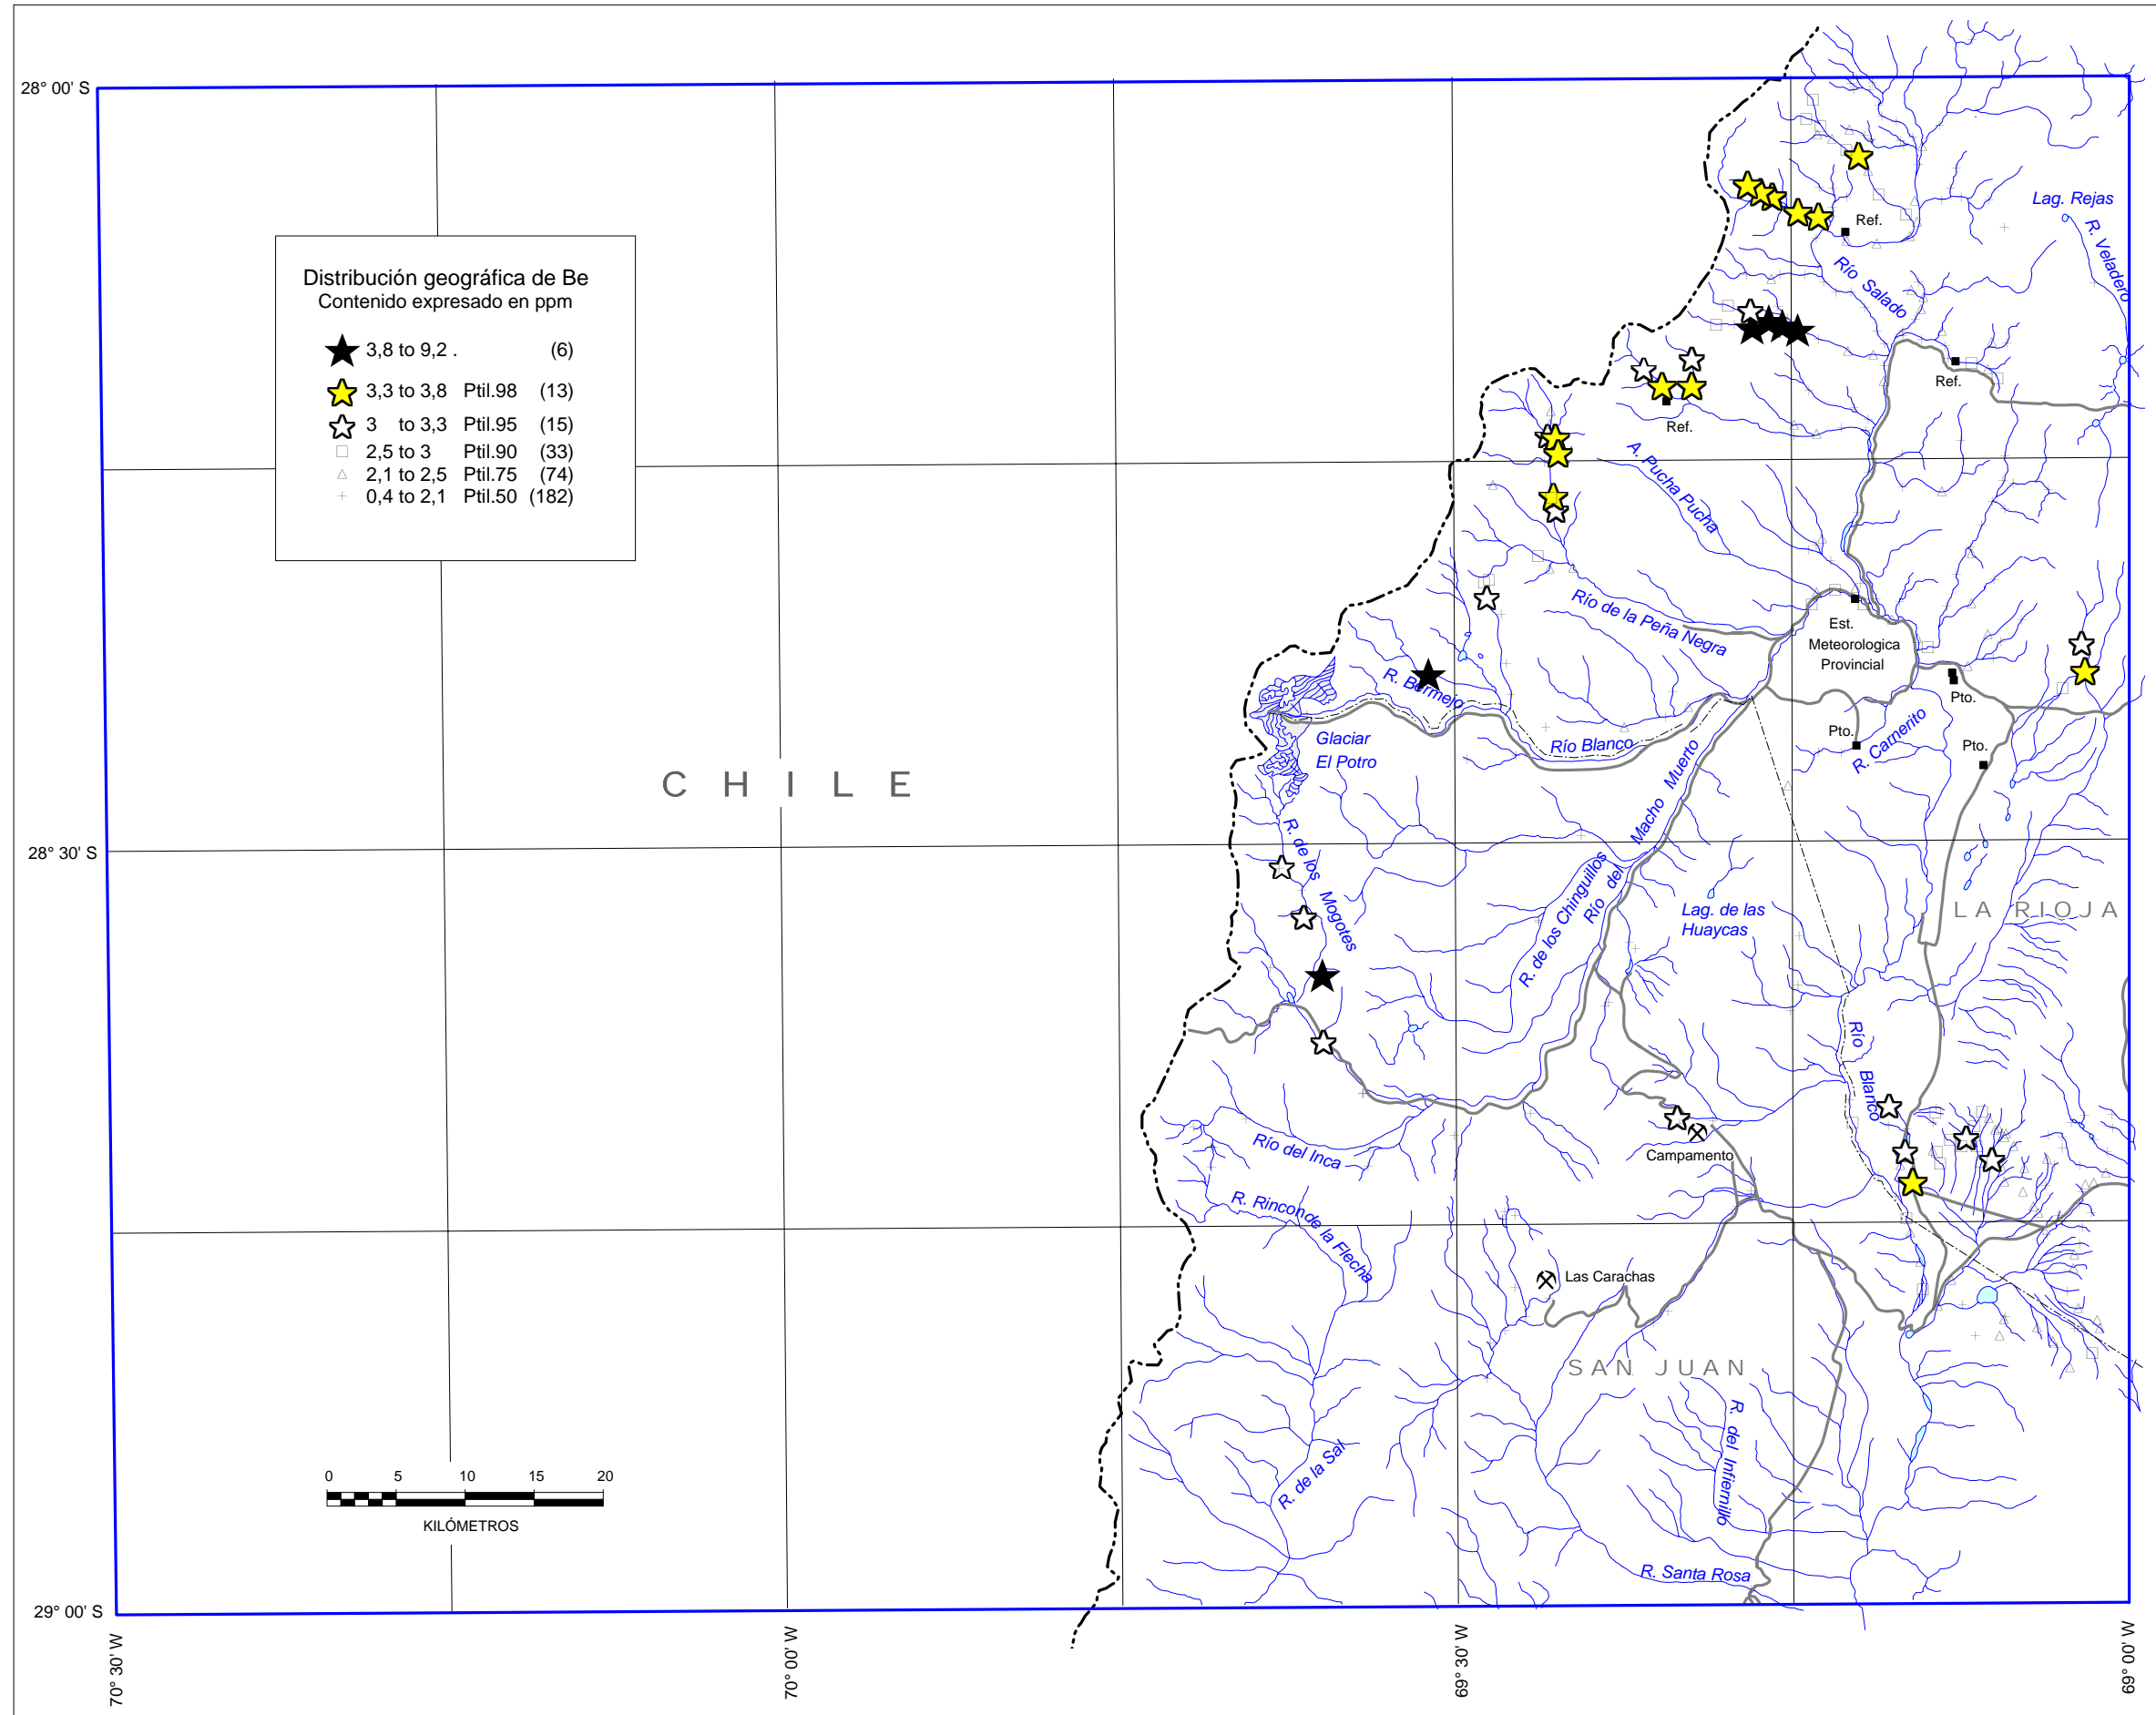 28° 00' S
Distribución geográfica de Be
Contenido expresado en ppm
3,8 to 9,2 . (6)
3,3 to 3,8 Ptil.98 (13)
3 to 3,3 Ptil.95 (15)
2,5 to 3 Ptil.90 (33)
2,1 to 2,5 Ptil.75 (74)
0,4 to 2,1 Ptil.50 (182)
Lag. Rejas
R. Veladero
Ref.
Río Salado
Ref.
Ref.
A. Pucha Pucha
Río de la Peña Negra
Est.
Meteorologica
Provincial
R. Bermejo
Pto.
Pto.
R. Carnerito
Pto.
Glaciar
El Potro
Río Blanco
C H I L E
R. de los Mogotes
Río del Macho Muerto
R. de los Chinguillos
Lag. de las
Huaycas
LA RIOJA
28° 30' S
Río Blanco
Campamento
Río del Inca
R. Rincon de la Flecha
Las Carachas
SAN JUAN
R. de la Sal
R. del Infiernillo
R. Santa Rosa
0 5 10 15 20
KILÓMETROS
29° 00' S
70° 30' W
70° 00' W
69° 30' W
69° 00' W